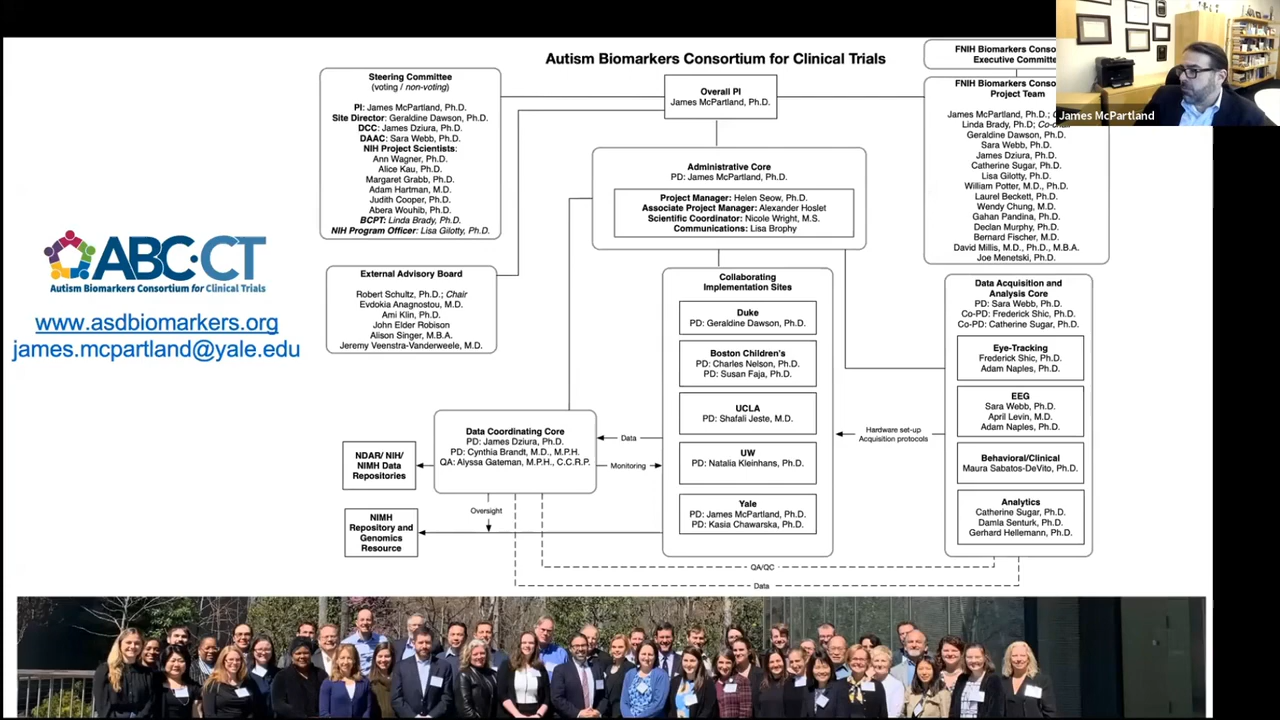 Autism Biomarkers Consortium for Clinical Trials
Steering Committee
(voting / non-voting)
PI: James McPartland, Ph.D.
Site Director: Geraldine Dawson, Ph.D.
DCC: James Dziura, Ph.D.
DAAC: Sara Webb, Ph.D.
NIH Project Scientists:
Ann Wagner, Ph.D.
Alice Kau, Ph.D.
Margaret Grabb, Ph.D.
Adam Hartman, M.D.
Judith Cooper, Ph.D.
Abera Wouhib, Ph.D.
BCPT: Linda Brady, Ph.D.
NIH Program Officer: Lisa Gilotty, Ph.D.
External Advisory Board
Robert Schultz, Ph.D.; Chair
Evdokia Anagnostou, M.D.
Ami Klin, Ph.D.
John Elder Robison
Alison Singer, M.B.A.
Jeremy Veenstra-Vanderweele, M.D.
Overall PI
James McPartland, Ph.D.
Administrative Core
PD: James McPartland, Ph.D.
Project Manager: Helen Seow, Ph.D.
Associate Project Manager: Alexander Hoslet
Scientific Coordinator: Nicole Wright, M.S.
Communications: Lisa Brophy
FNIH Biomarkers
Executive
FNIH Biomarkers
Project Team
James McPartland, Ph.D.;
Linda Brady, Ph.D;
Geraldine Dawson, Ph.D.
Sara Webb, Ph.D.
James Dziura, Ph.D.
Catherine Sugar, Ph.D.
Lisa Gilotty, Ph.D.
William Potter, M.D., Ph.D.
Laurel Beckett, Ph.D.
Wendy Chung, M.D.
Gahan Pandina, Ph.D.
Declan Murphy, Ph.D.
Bernard Fischer, M.D.
David Millis, M.D., Ph.D., M.B.A.
Joe Menetski, Ph.D.
James McPartland
ABC-CT
Autism Biomarkers Consortium for Clinical Trials
www.asdbiomarkers.org
james.mcpartland@yale.edu
Collaborating
Implementation Sites
Duke
PD: Geraldine Dawson, Ph.D.
Boston Children's
PD: Charles Nelson, Ph.D.
PD: Susan Faja, Ph.D.
UCLA
PD: Shafali Jeste, M.D.
UW
PD: Natalia Kleinhans, Ph.D.
Yale
PD: James McPartland, Ph.D.
PD: Kasia Chawarska, Ph.D.
Data Acquisition and
Analysis Core
PD: Sara Webb, Ph.D.
Co-PD: Frederick Shic, Ph.D.
Co-PD: Catherine Sugar, Ph.D.
Eye-Tracking
Frederick Shic, Ph.D.
Adam Naples, Ph.D.
EEG
Sara Webb, Ph.D.
April Levin, M.D.
Adam Naples, Ph.D.
Behavioral/Clinical
Maura Sabatos-DeVito, Ph.D.
Analytics
Catherine Sugar, Ph.D.
Damla Senturk, Ph.D.
Gerhard Hellemann, Ph.D.
Hardware set-up
Acquisition protocols
Data Coordinating Core
PD: James Dziura, Ph.D.
PD: Cynthia Brandt, M.D., M.P.H.
QA: Alyssa Gateman, M.P.H., C.C.R.P.
Data
Monitoring
NDAR/ NIH/
NIMH Data
Repositories
Oversight
NIMH
Repository and
Genomics
Resource
QA/QC
Data